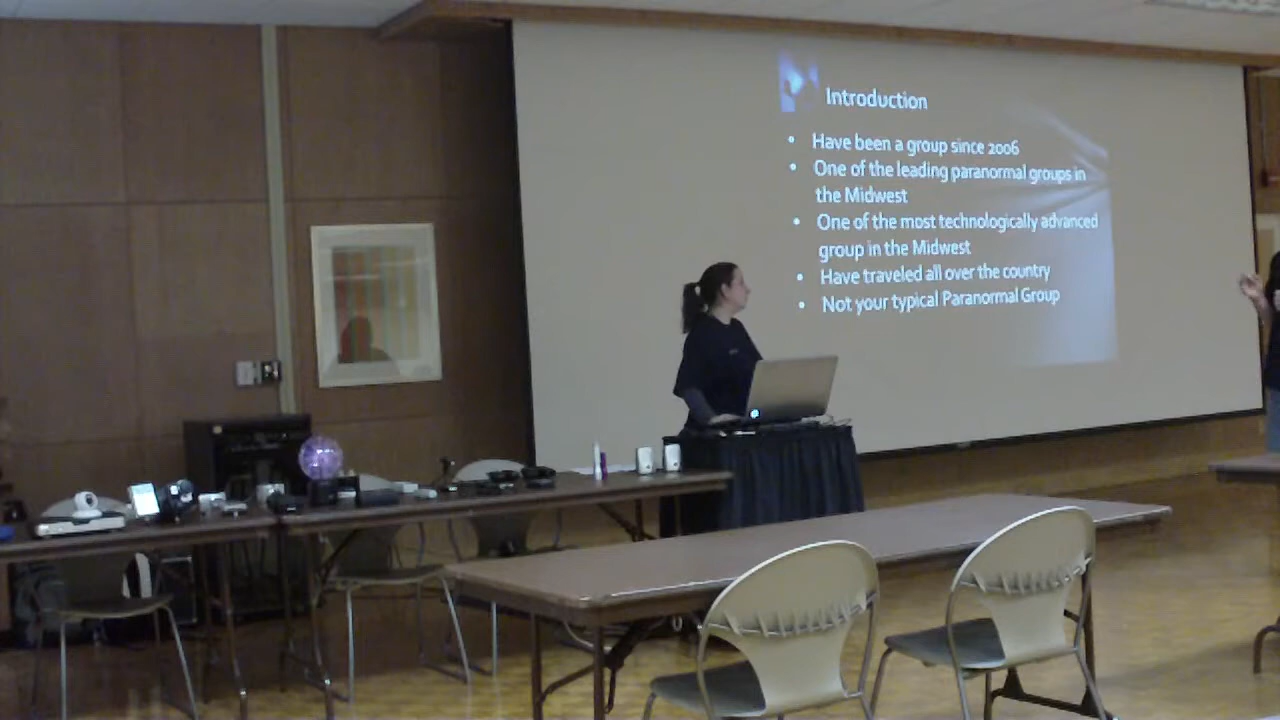 Introduction
• Have been a group since 2006
• One of the leading paranormal groups in
the Midwest
• One of the most technologically advanced
group in the Midwest
• Have traveled all over the country
• Not your typical Paranormal Group